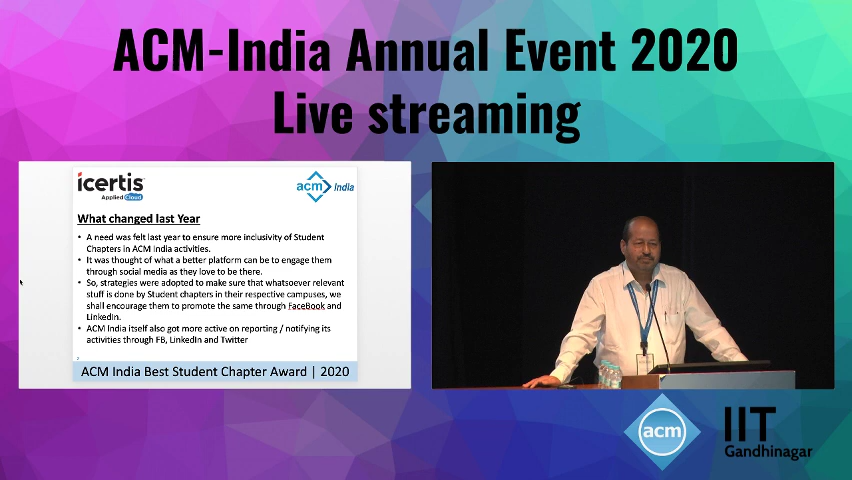 ACM-India Annual Event 2020
Live streaming
icertis
Applied Cloud
acm India
What changed last Year
• A need was felt last year to ensure more inclusivity of Student
Chapters in ACM India activities.
• It was thought of what a better platform can be to engage them
through social media as they love to be there.
• So, strategies were adopted to make sure that whatsoever relevant
stuff is done by Student chapters in their respective campuses, we
shall encourage them to promote the same through FaceBook and
LinkedIn.
• ACM India itself also got more active on reporting / notifying its
activities through FB, LinkedIn and Twitter
2
ACM India Best Student Chapter Award | 2020
acm
IIT
Gandhinagar